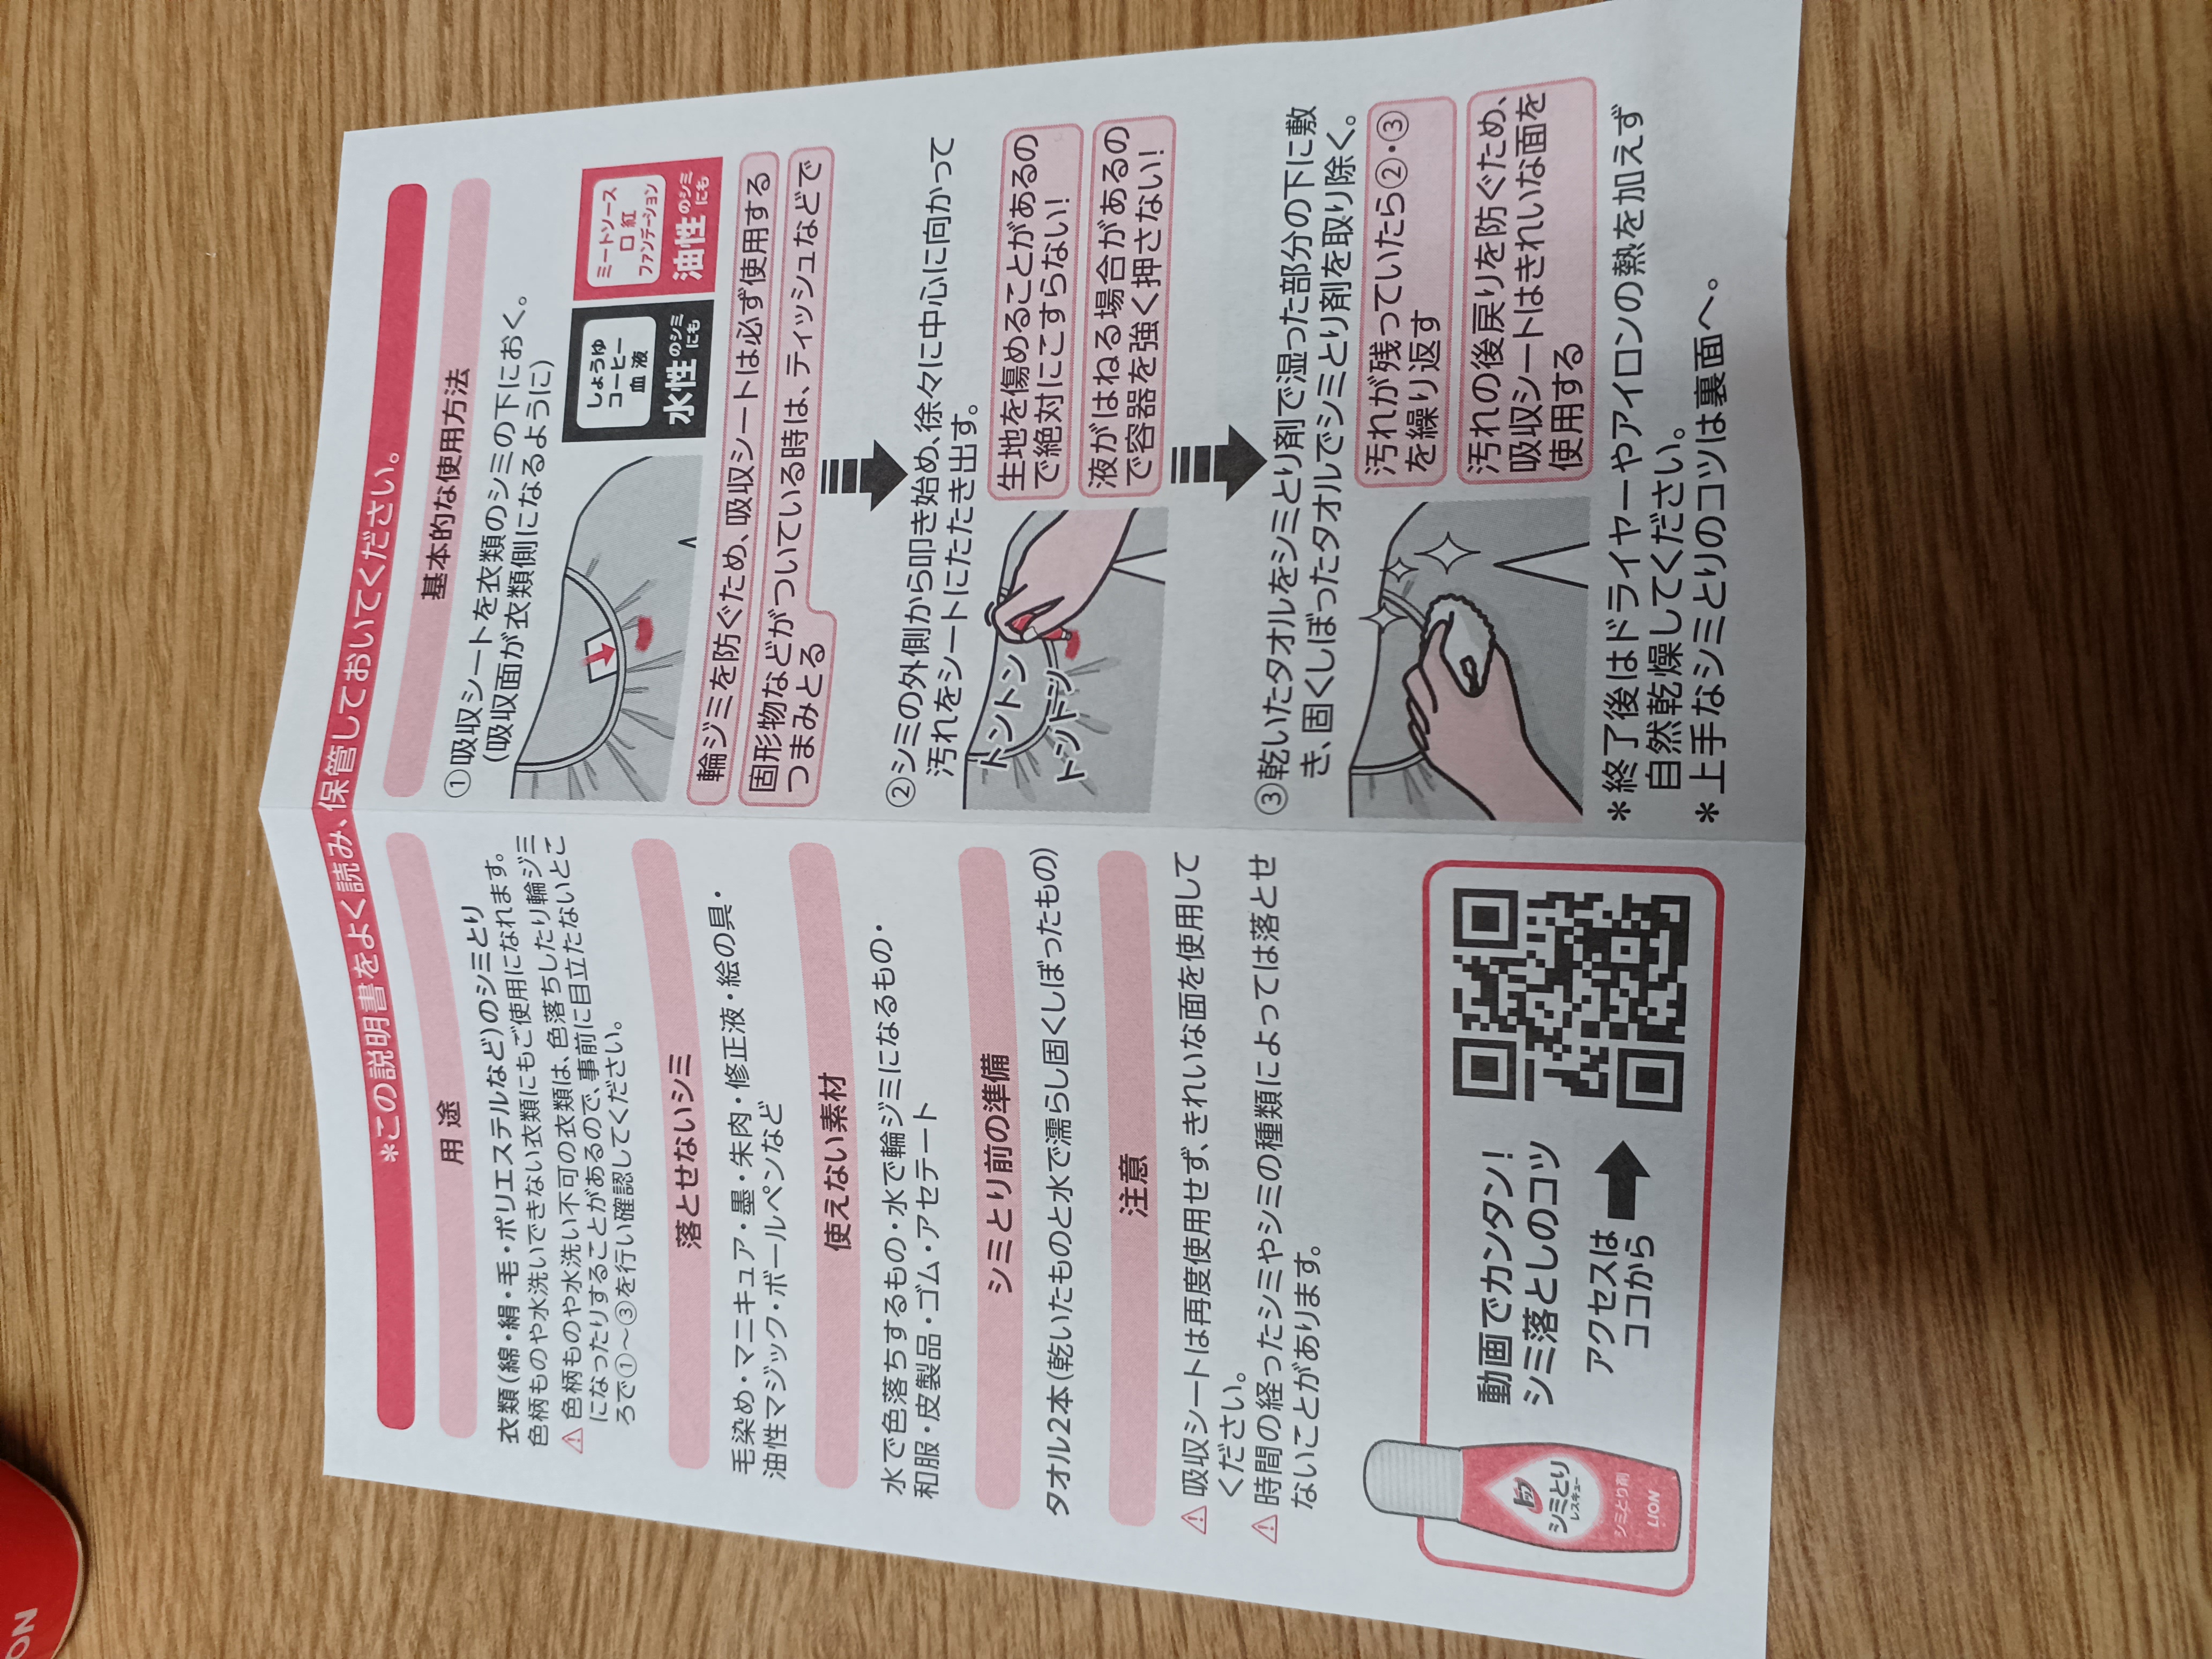 ON
*この説明書をよく読み、保管しておいてください。
用途
衣類(綿・絹・毛・ポリエステルなど)のシミとり
色柄ものや水洗いできない衣類にもご使用になれます。
⚠ 色柄ものや水洗い不可の衣類は、色落ちしたり輪ジミ
になったりすることがあるので、事前に目立たないとこ
ろで①〜③を行い確認してください。
落とせないシミ
毛染め・マニキュア・墨・朱肉・修正液・絵の具・
油性マジック・ボールペンなど
使えない素材
水で色落ちするもの・水で輪ジミになるもの・
和服・皮製品・ゴム・アセテート
シミとり前の準備
タオル2本(乾いたものと水で濡らし固くしぼったもの)
注意
⚠ 吸収シートは再度使用せず、きれいな面を使用して
ください。
⚠ 時間の経ったシミやシミの種類によっては落とせ
ないことがあります。
トップ
シミとり
レスキュー
シミとり剤
LION
動画でカンタン!
シミ落としのコツ
アクセスは
ココから
基本的な使用方法
①吸収シートを衣類のシミの下におく。
(吸収面が衣類側になるように)
しょうゆ
コーヒー
血液
水性のシミにも
ミートソース
口紅
ファンデーション
油性のシミにも
輪ジミを防ぐため、吸収シートは必ず使用する
固形物などがついている時は、ティッシュなどで
つまみとる
②シミの外側から叩き始め、徐々に中心に向かって
汚れをシートにたたき出す。
トントン
トントン
生地を傷めることがあるの
で絶対にこすらない!
液がはねる場合があるの
で容器を強く押さない!
③乾いたタオルをシミとり剤で湿った部分の下に敷
き、固くしぼったタオルでシミとり剤を取り除く。
汚れが残っていたら②・③
を繰り返す
汚れの後戻りを防ぐため、
吸収シートはきれいな面を
使用する
*終了後はドライヤーやアイロンの熱を加えず
自然乾燥してください。
*上手なシミとりのコツは裏面へ。